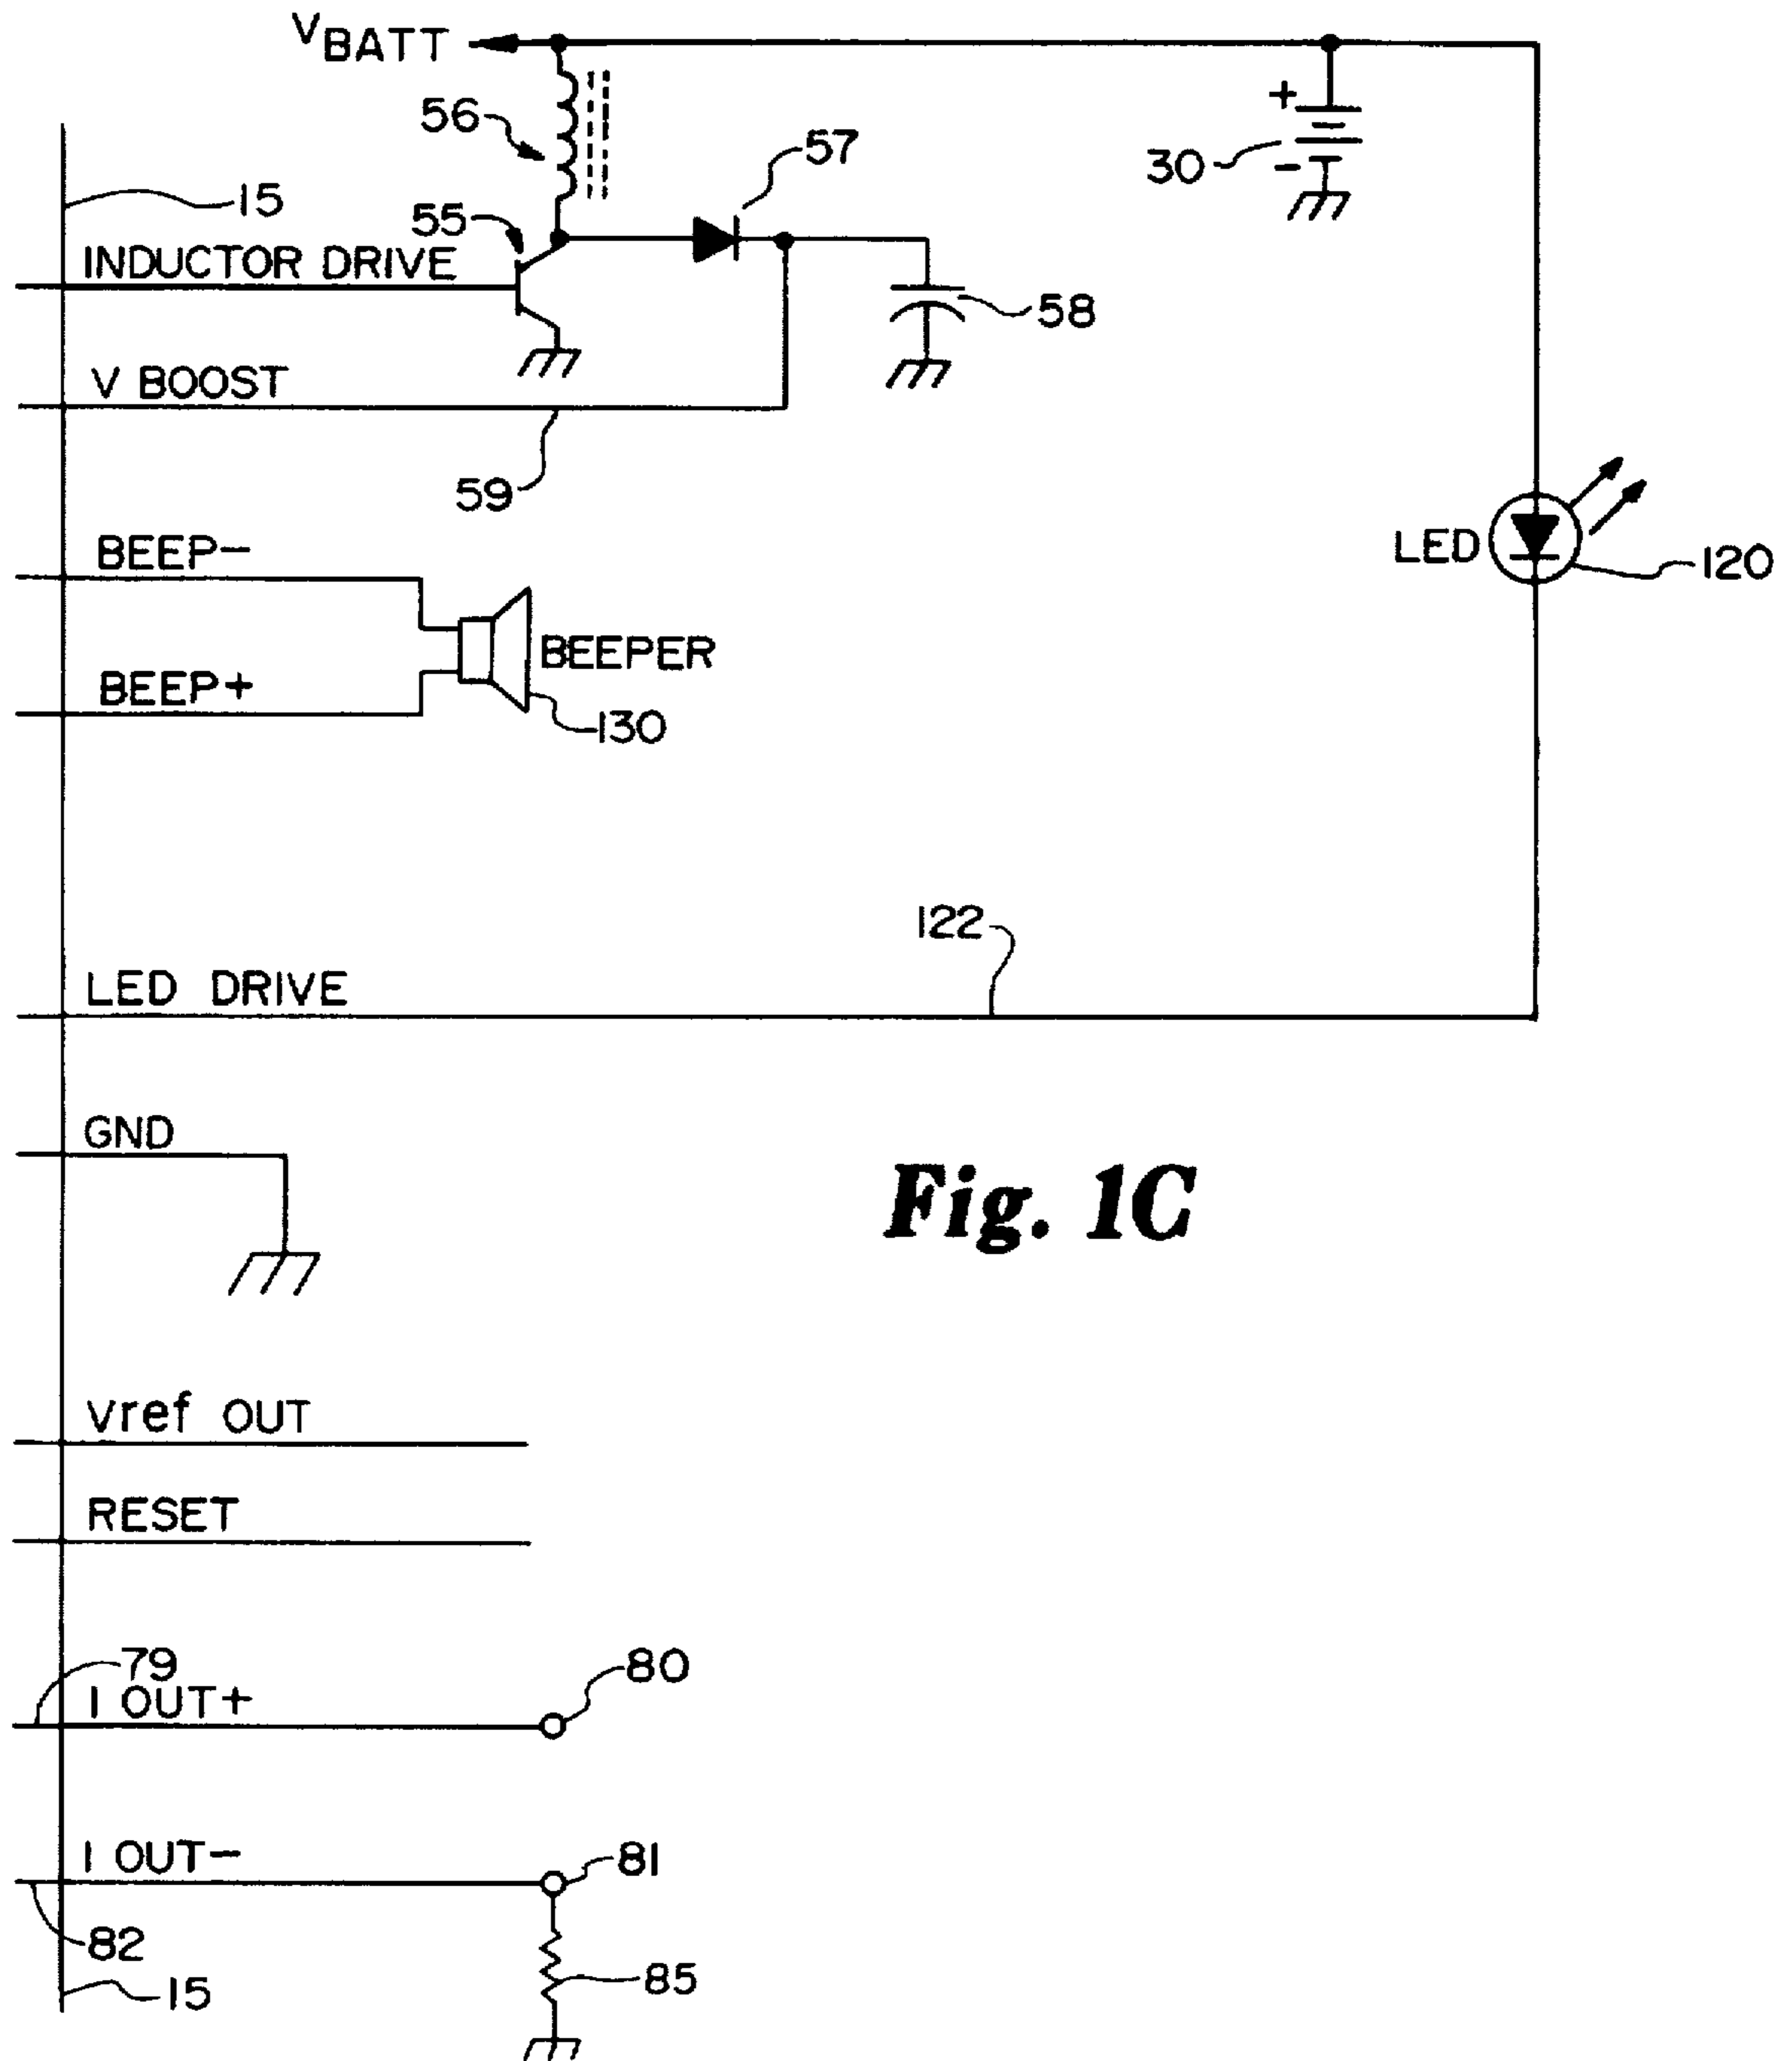 VBATT
56
57
+
30
-
15
55
INDUCTOR DRIVE
58
V BOOST
59
BEEP-
LED
120
BEEPER
BEEP+
130
122
LED DRIVE
GND
Fig. 1C
Vref OUT
RESET
79
80
I OUT+
I OUT-
81
82
85
15